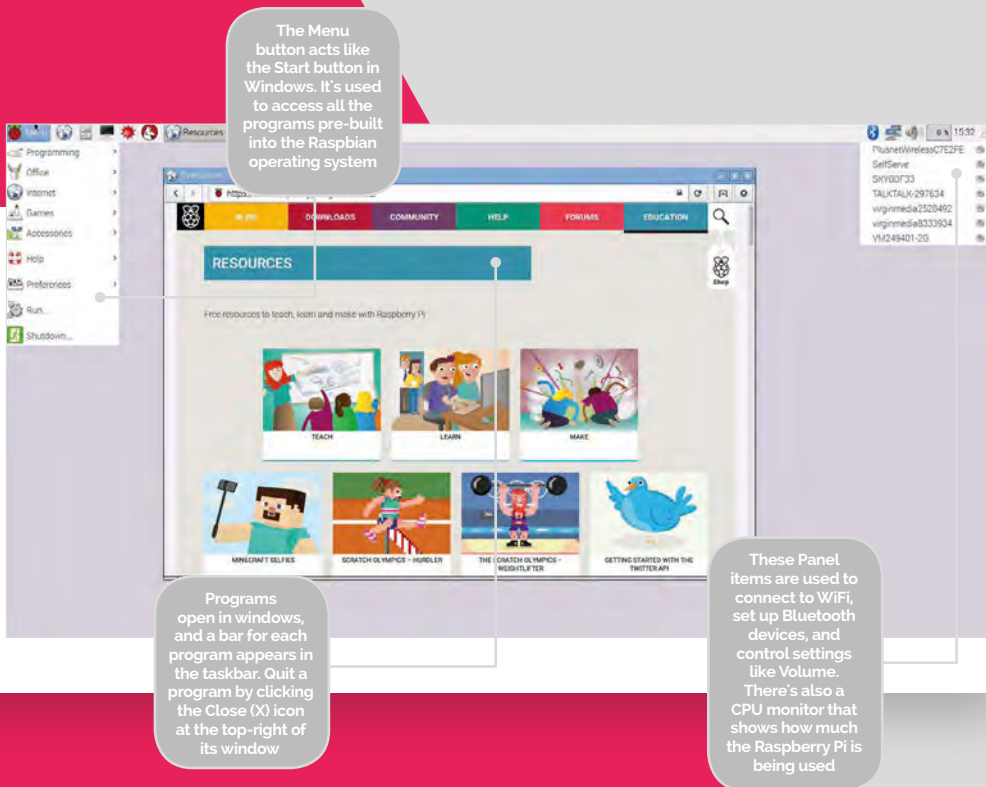 The Menu
button acts like
the Start button in
Windows. It's used
to access all the
programs pre-built
into the Raspbian
operating system
Resources
0 %
15:32
Programming
Office
Internet
Games
Accessories
Help
Preferences
Run...
Shutdown...
PlusnetWirelessC7E2FE
SelfServe
TALKTALK-297634
virginmedia2520492
virginmedia8333934
VM249401-2G
https
DOWNLOADS
COMMUNITY
HELP
FORUMS
EDUCATION
RESOURCES
Shop
Free resources to teach, learn and make with Raspberry Pi
TEACH
LEARN
MAKE
MINECRAFT SELFIES
SCRATCH OLYMPICS - HURDLER
THE SCRATCH OLYMPICS -
WEIGHTLIFTER
GETTING STARTED WITH THE
TWITTER API
Programs
open in windows,
and a bar for each
program appears in
the taskbar. Quit a
program by clicking
the Close (X) icon
at the top-right of
its window
These Panel
items are used to
connect to WiFi,
set up Bluetooth
devices, and
control settings
like Volume.
There's also a
CPU monitor that
shows how much
the Raspberry Pi is
being used